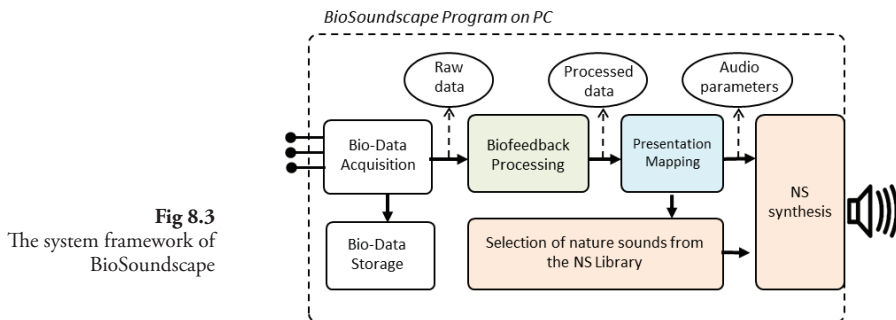 BioSoundscape Program on PC
Raw
data
Processed
data
Audio
parameters
Bio-Data
Acquisition
Biofeedback
Processing
Presentation
Mapping
NS
synthesis
Bio-Data
Storage
Selection of nature sounds from
the NS Library
Fig 8.3
The system framework of
BioSoundscape